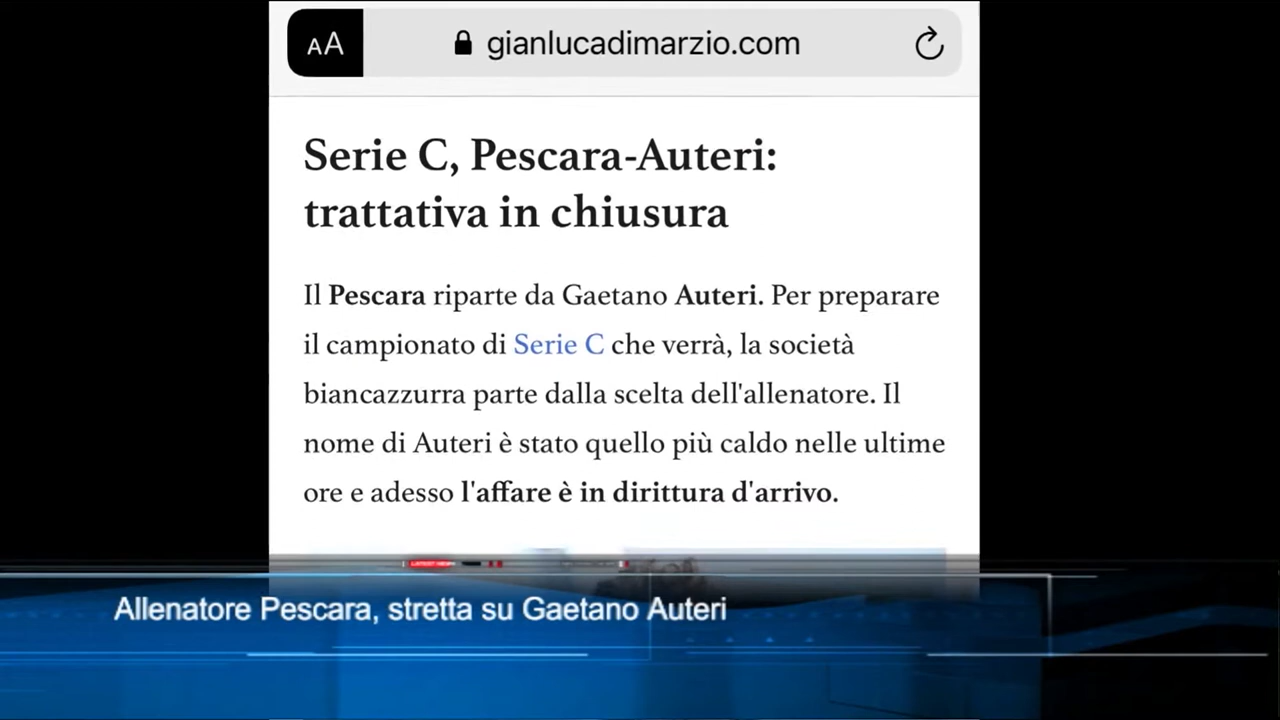 AA
gianlucadimarzio.com
Serie C, Pescara-Auteri:
trattativa in chiusura
Il Pescara riparte da Gaetano Auteri. Per preparare
il campionato di Serie C che verrà, la società
biancazzurra parte dalla scelta dell'allenatore. Il
nome di Auteri è stato quello più caldo nelle ultime
ore e adesso l'affare è in dirittura d'arrivo.
LATEST NEWS
Allenatore Pescara, stretta su Gaetano Auteri